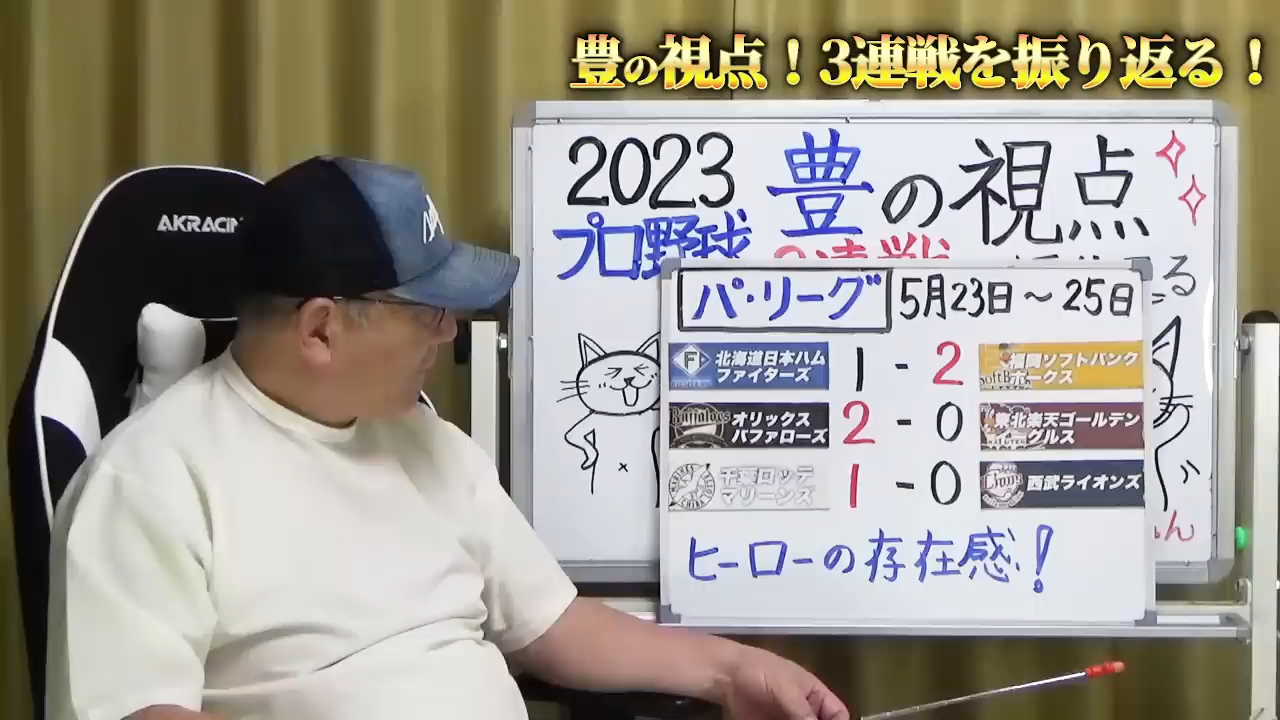 豊の視点！3連戦を振り返る！
2023 豊の視点
プロ野球
パ・リーグ 5月23日～25日
北海道日本ハム
ファイターズ
1 - 2
福岡ソフトバンク
ホークス
オリックス
バファローズ
2 - 0
東北楽天ゴールデン
イーグルス
千葉ロッテ
マリーンズ
1 - 0
西武ライオンズ
ヒーローの存在感！
AKRACIN